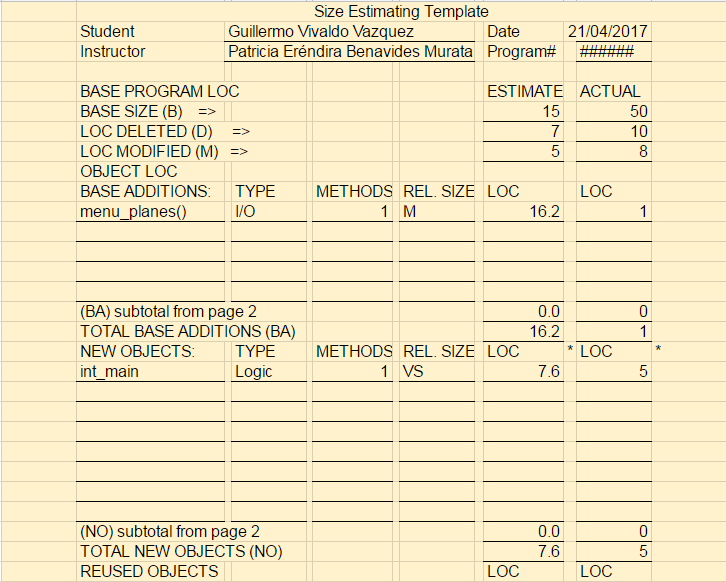 Size Estimating Template
Student Guillermo Vivaldo Vazquez Date 21/04/2017
Instructor Patricia Eréndira Benavides Murata Program# ######
BASE PROGRAM LOC ESTIMATE ACTUAL
BASE SIZE (B) => 15 50
LOC DELETED (D) => 7 10
LOC MODIFIED (M) => 5 8
OBJECT LOC
BASE ADDITIONS: TYPE METHODS REL. SIZE LOC LOC
menu_planes() I/O 1 M 16.2 1
(BA) subtotal from page 2 0.0 0
TOTAL BASE ADDITIONS (BA) 16.2 1
NEW OBJECTS: TYPE METHODS REL. SIZE LOC * LOC *
int_main Logic 1 VS 7.6 5
(NO) subtotal from page 2 0.0 0
TOTAL NEW OBJECTS (NO) 7.6 5
REUSED OBJECTS LOC LOC